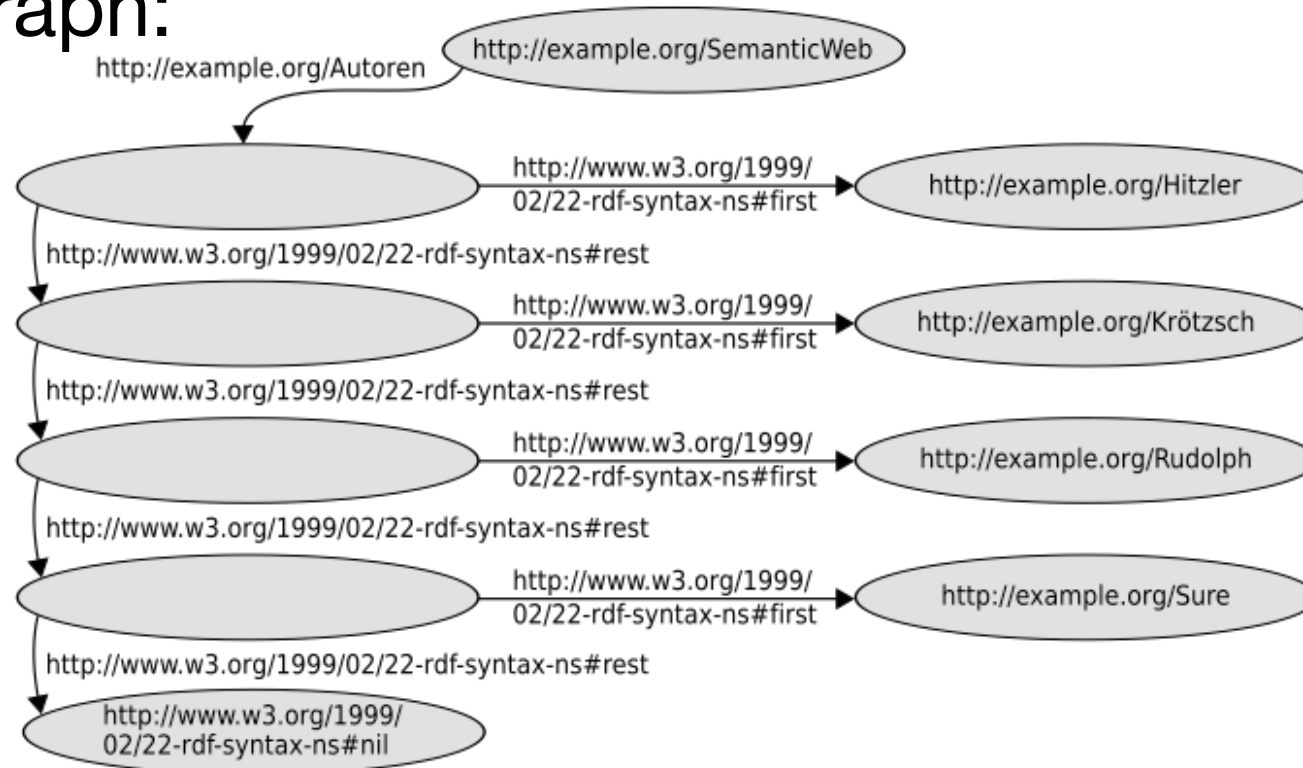 raph:
http://example.org/SemanticWeb
http://example.org/Autoren
http://www.w3.org/1999/
02/22-rdf-syntax-ns#first
http://example.org/Hitzler
http://www.w3.org/1999/02/22-rdf-syntax-ns#rest
http://www.w3.org/1999/
02/22-rdf-syntax-ns#first
http://example.org/Krötzsch
http://www.w3.org/1999/02/22-rdf-syntax-ns#rest
http://www.w3.org/1999/
02/22-rdf-syntax-ns#first
http://example.org/Rudolph
http://www.w3.org/1999/02/22-rdf-syntax-ns#rest
http://www.w3.org/1999/
02/22-rdf-syntax-ns#first
http://example.org/Sure
http://www.w3.org/1999/02/22-rdf-syntax-ns#rest
http://www.w3.org/1999/
02/22-rdf-syntax-ns#nil